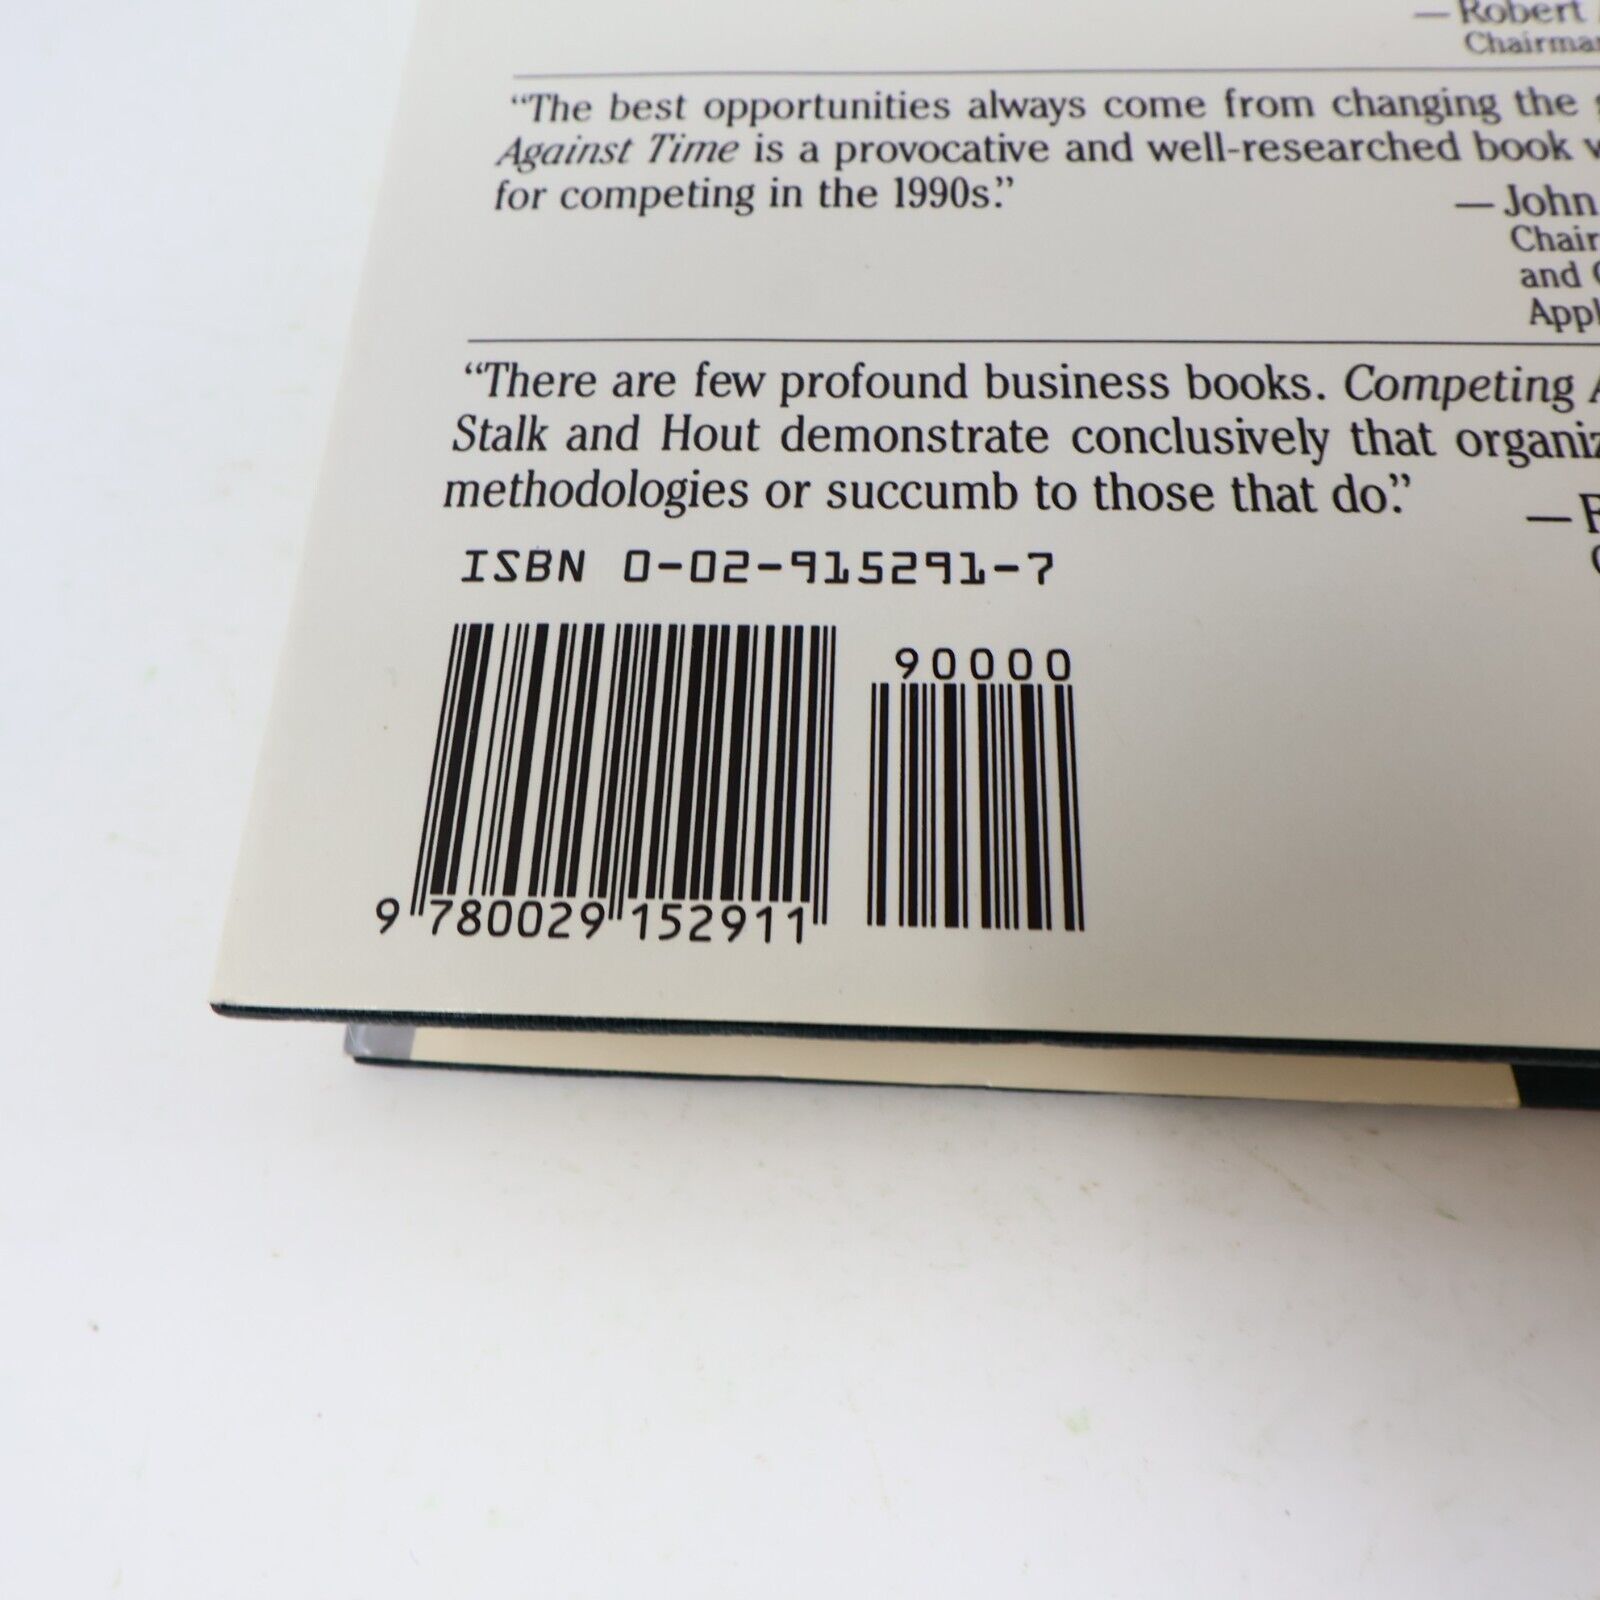 — Robert
Chairman
“The best opportunities always come from changing the
Against Time is a provocative and well-researched book
for competing in the 1990s.”
— John
Chair
and
Appl
“There are few profound business books. Competing
Stalk and Hout demonstrate conclusively that organiz
methodologies or succumb to those that do.”
—
ISBN 0-02-915291-7
90000
9 780029 152911